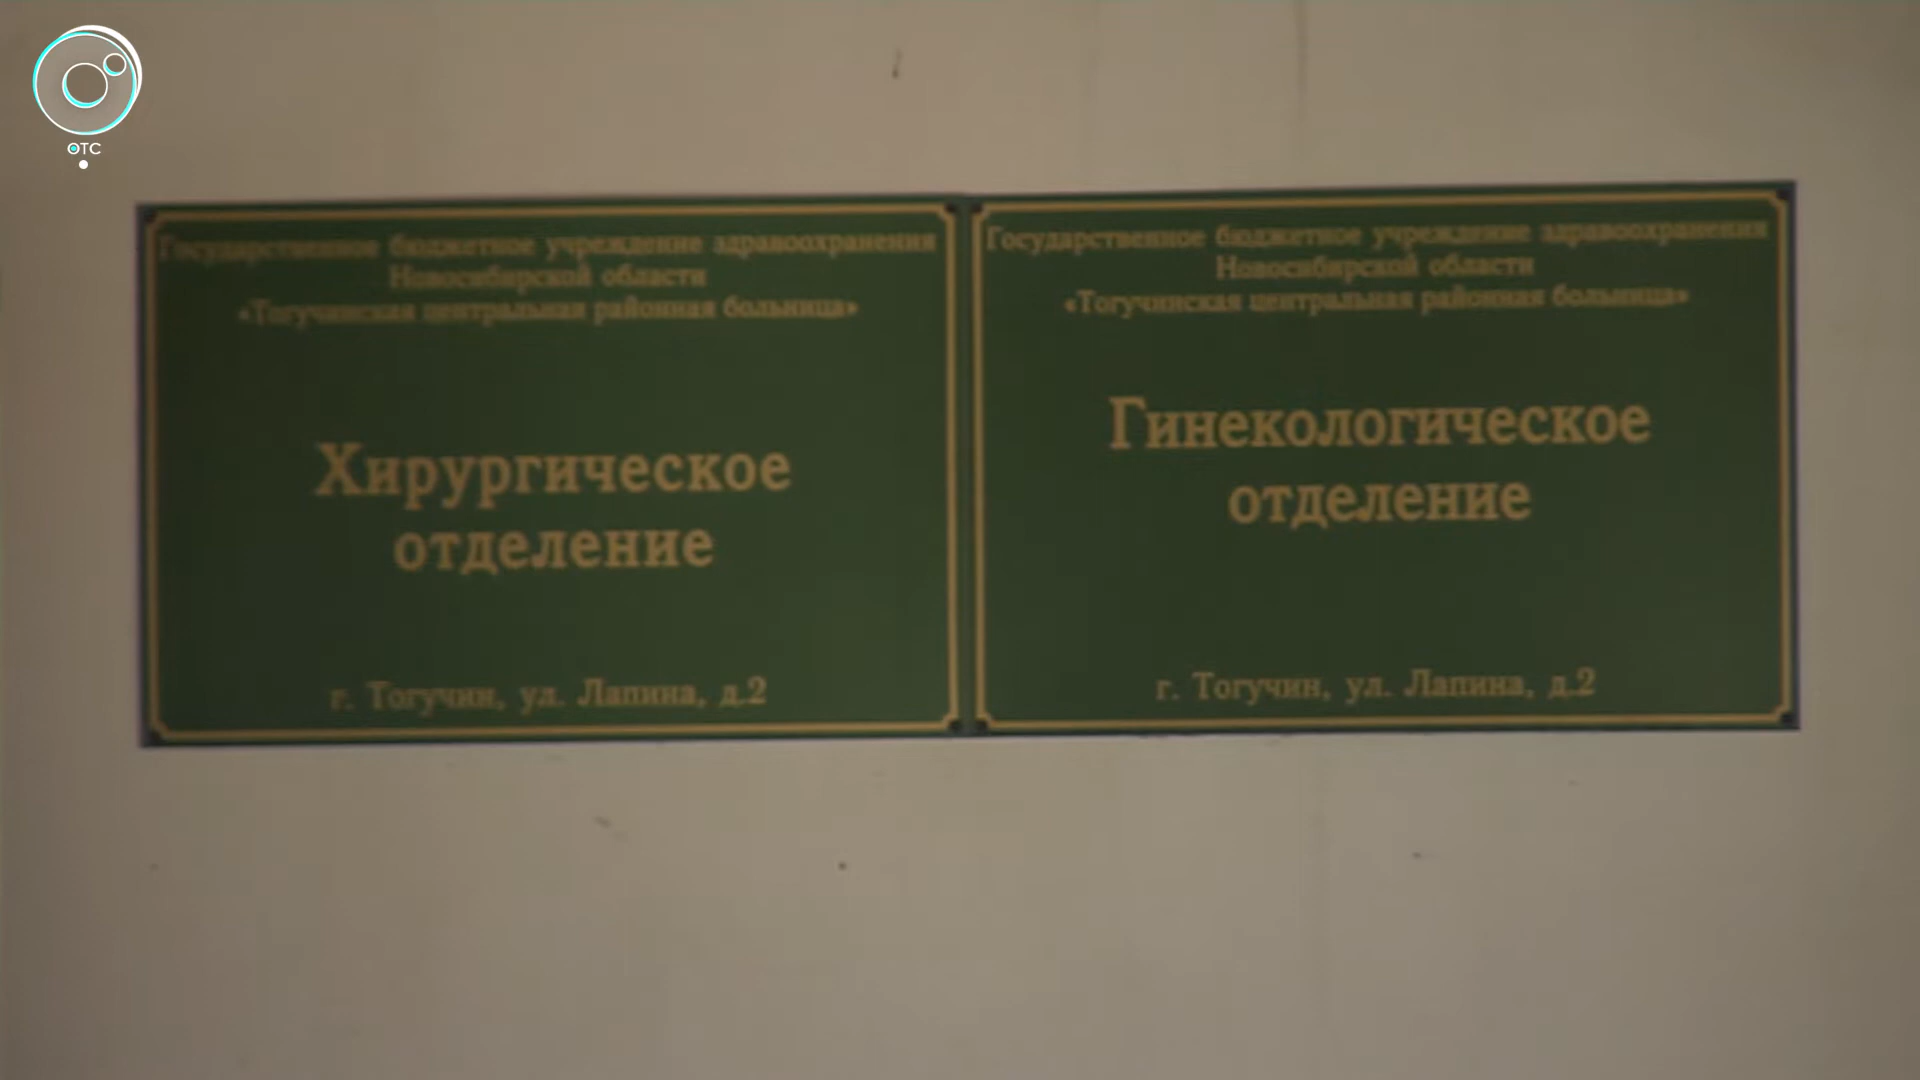 ОТС
Государственное бюджетное учреждение здравоохранения
Новосибирской области
«Тогучинская центральная районная больница»
Хирургическое
отделение
г. Тогучин, ул. Лапина, д.2
Государственное бюджетное учреждение здравоохранения
Новосибирской области
«Тогучинская центральная районная больница»
Гинекологическое
отделение
г. Тогучин, ул. Лапина, д.2